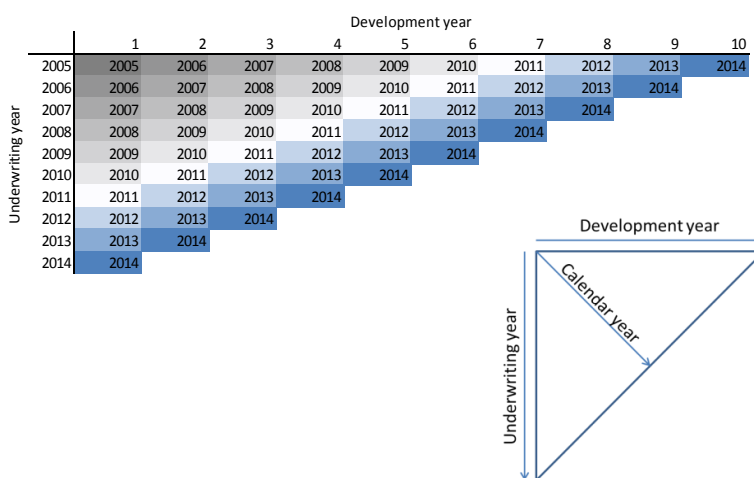 Development year
1 2 3 4 5 6 7 8 9 10
2005 2005 2006 2007 2008 2009 2010 2011 2012 2013 2014
2006 2006 2007 2008 2009 2010 2011 2012 2013 2014
2007 2007 2008 2009 2010 2011 2012 2013 2014
2008 2008 2009 2010 2011 2012 2013 2014
2009 2009 2010 2011 2012 2013 2014
2010 2010 2011 2012 2013 2014
2011 2011 2012 2013 2014
2012 2012 2013 2014
2013 2013 2014
2014 2014
Underwriting year
Development year
Calendar year
Underwriting year